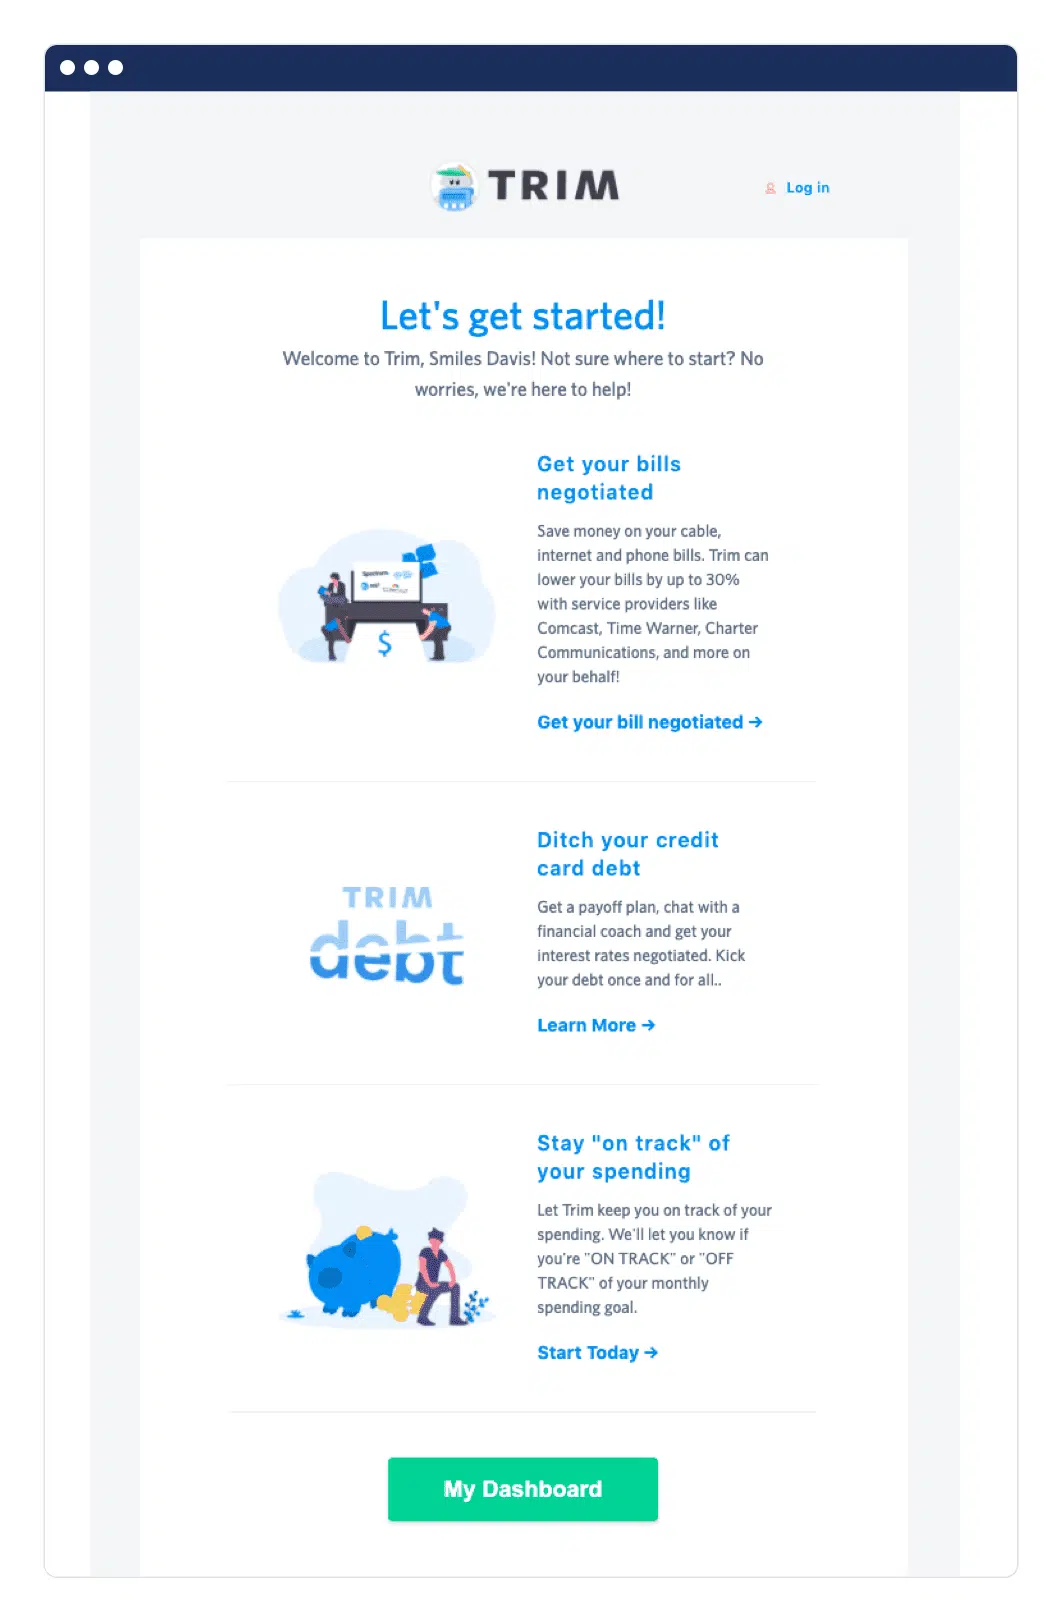 TRIM
Log in
Let's get started!
Welcome to Trim, Smiles Davis! Not sure where to start? No
worries, we're here to help!
Get your bills
negotiated
Save money on your cable,
internet and phone bills. Trim can
lower your bills by up to 30%
with service providers like
Comcast, Time Warner, Charter
Communications, and more on
your behalf!
Spectrum
$
Get your bill negotiated →
Ditch your credit
card debt
TRIM
debt
Get a payoff plan, chat with a
financial coach and get your
interest rates negotiated. Kick
your debt once and for all..
Learn More →
Stay "on track" of
your spending
Let Trim keep you on track of your
spending. We'll let you know if
you're "ON TRACK" or "OFF
TRACK" of your monthly
spending goal.
Start Today →
My Dashboard